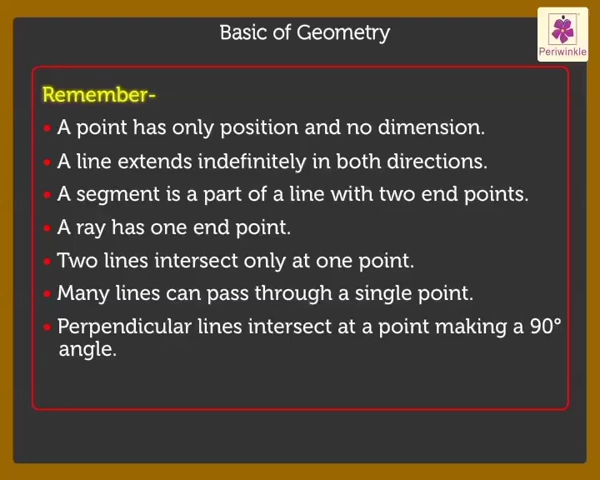 Basic of Geometry
Periwinkle
Remember-
• A point has only position and no dimension.
• A line extends indefinitely in both directions.
• A segment is a part of a line with two end points.
• A ray has one end point.
• Two lines intersect only at one point.
• Many lines can pass through a single point.
• Perpendicular lines intersect at a point making a 90°
angle.